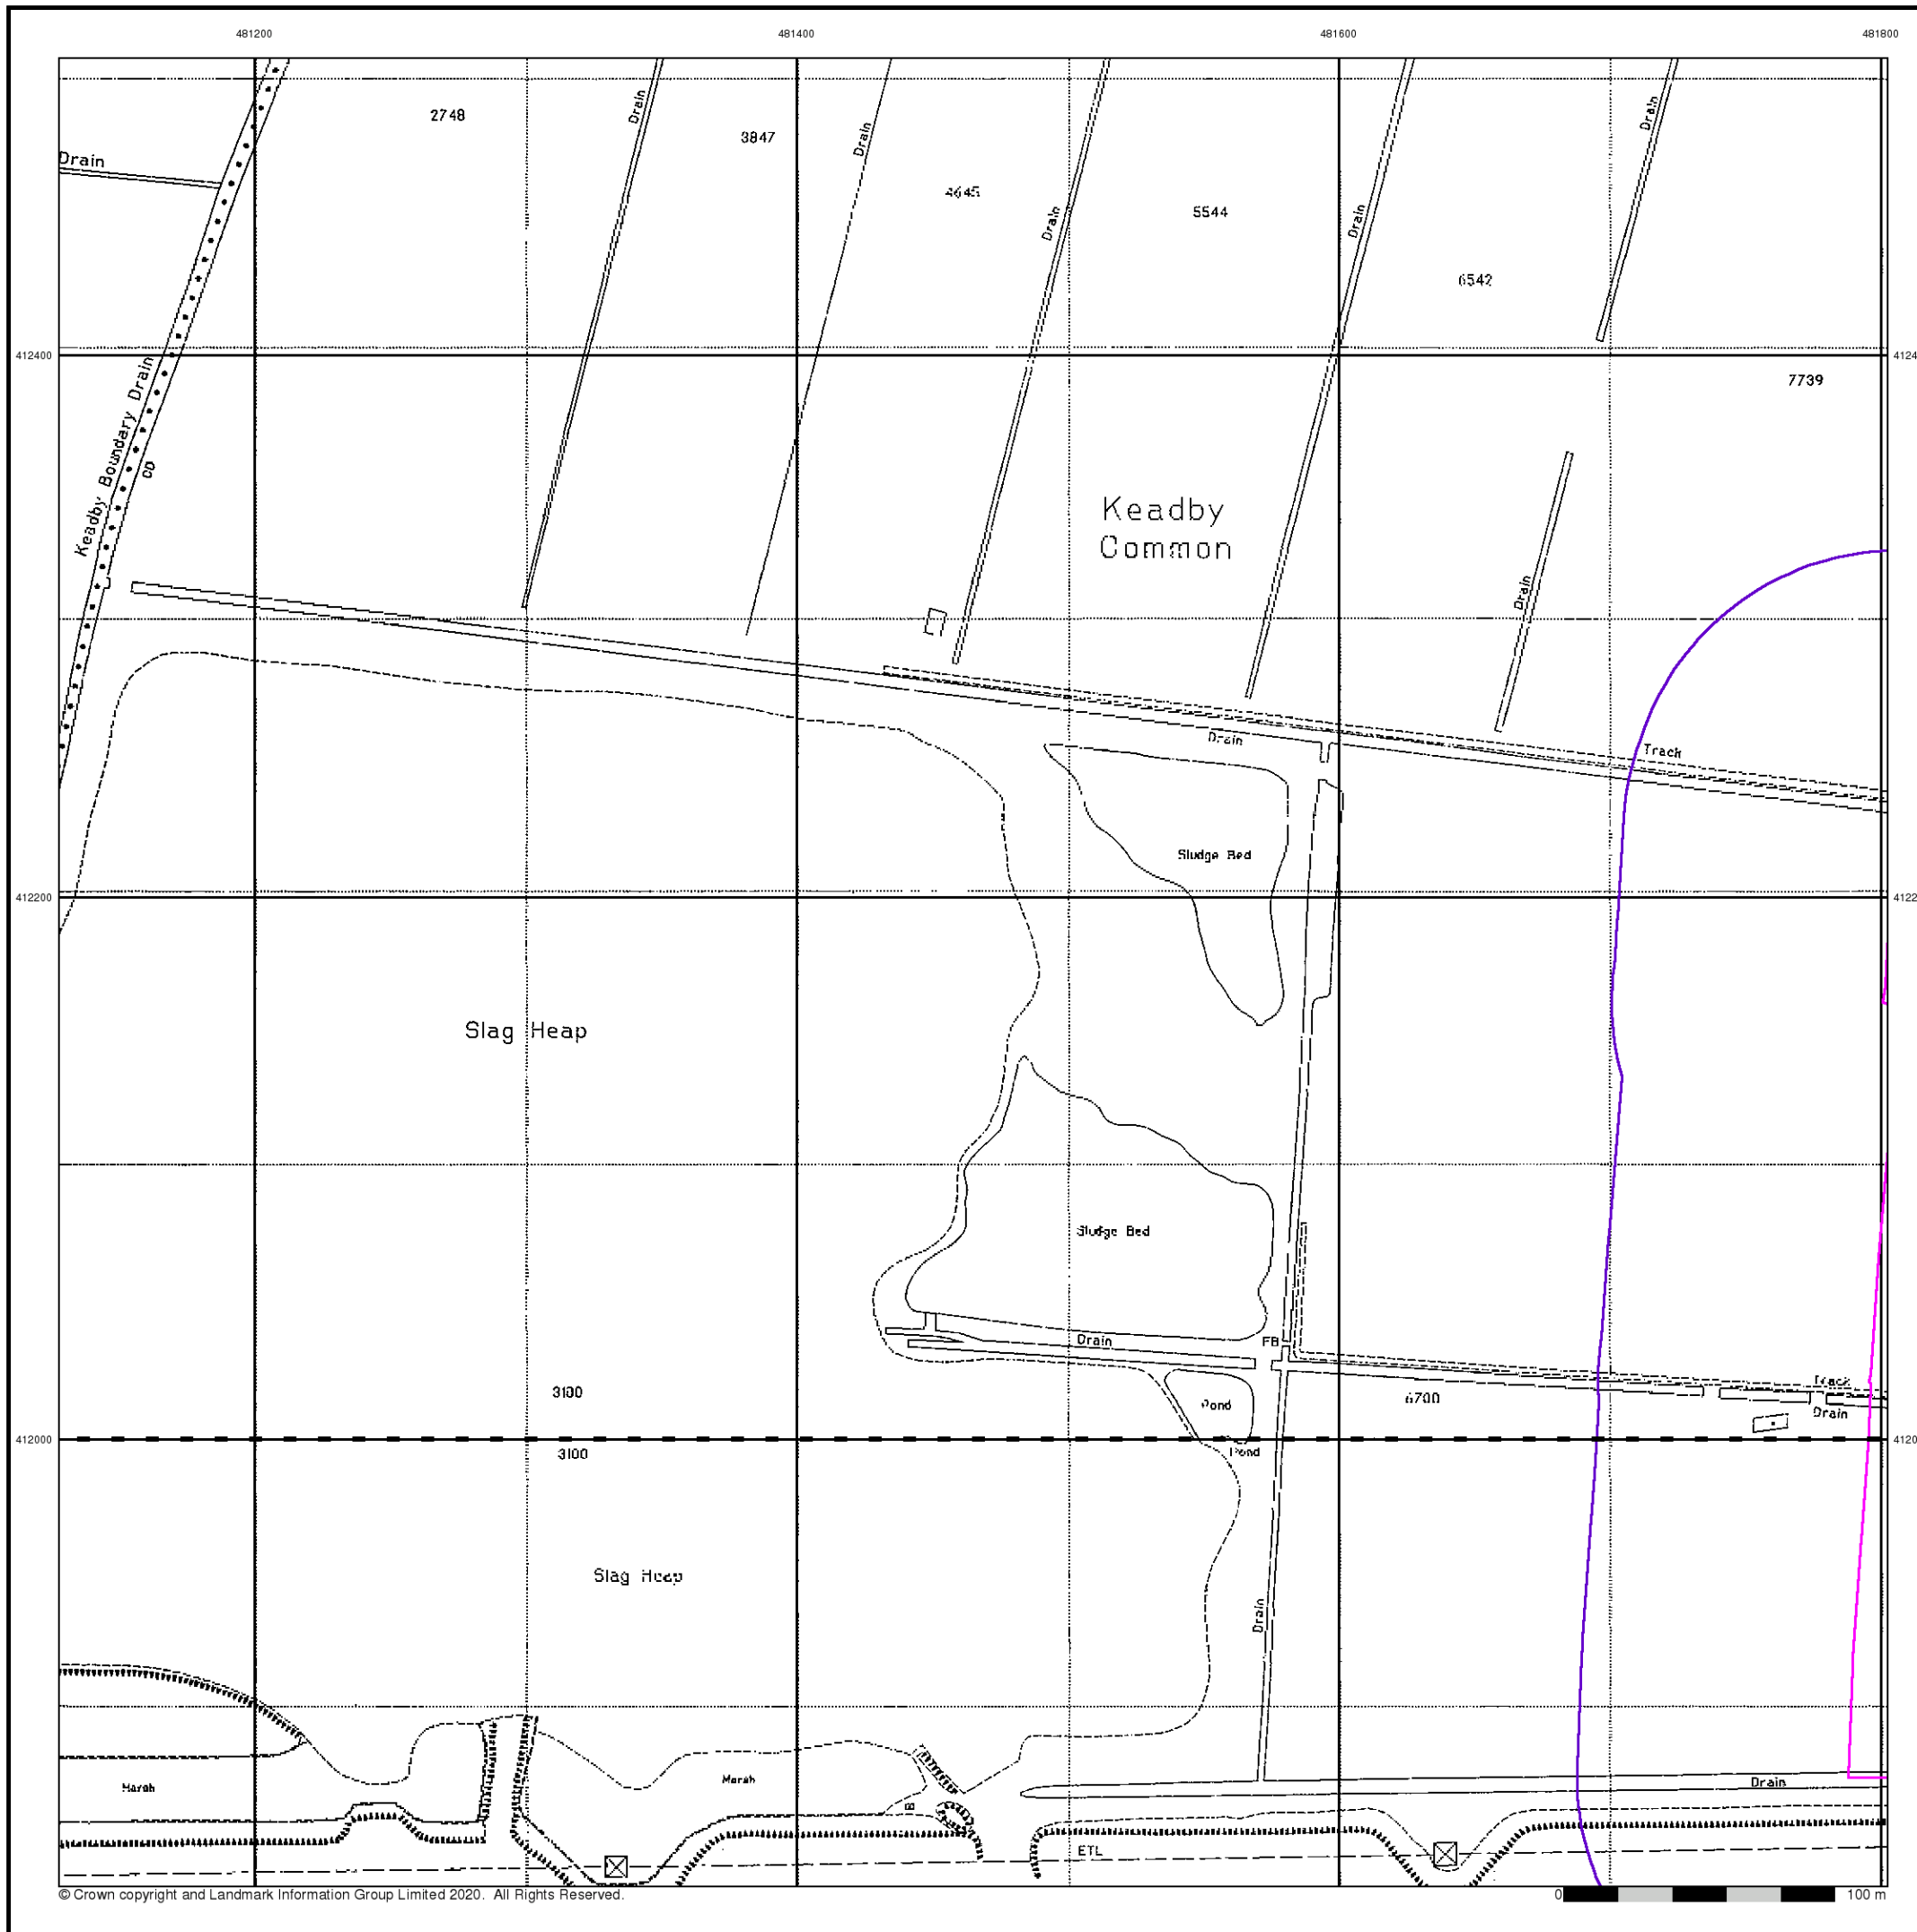 481200
481400
481600
481800
2748
3847
Drain
Drain
Drain
Drain
4645
5544
Drain
Drain
6542
412400
4124
7739
Keadby Boundary Drain
CD
Keadby
Common
Drain
Drain
Track
Sludge Bed
412200
4122
Slag Heap
Sludge Bed
Drain
FB
Track
3100
Pond
6700
Drain
412000
4120
3100
Pond
Slag Heap
Drain
Marsh
Marsh
Drain
ETL
© Crown copyright and Landmark Information Group Limited 2020. All Rights Reserved.
0
100 m